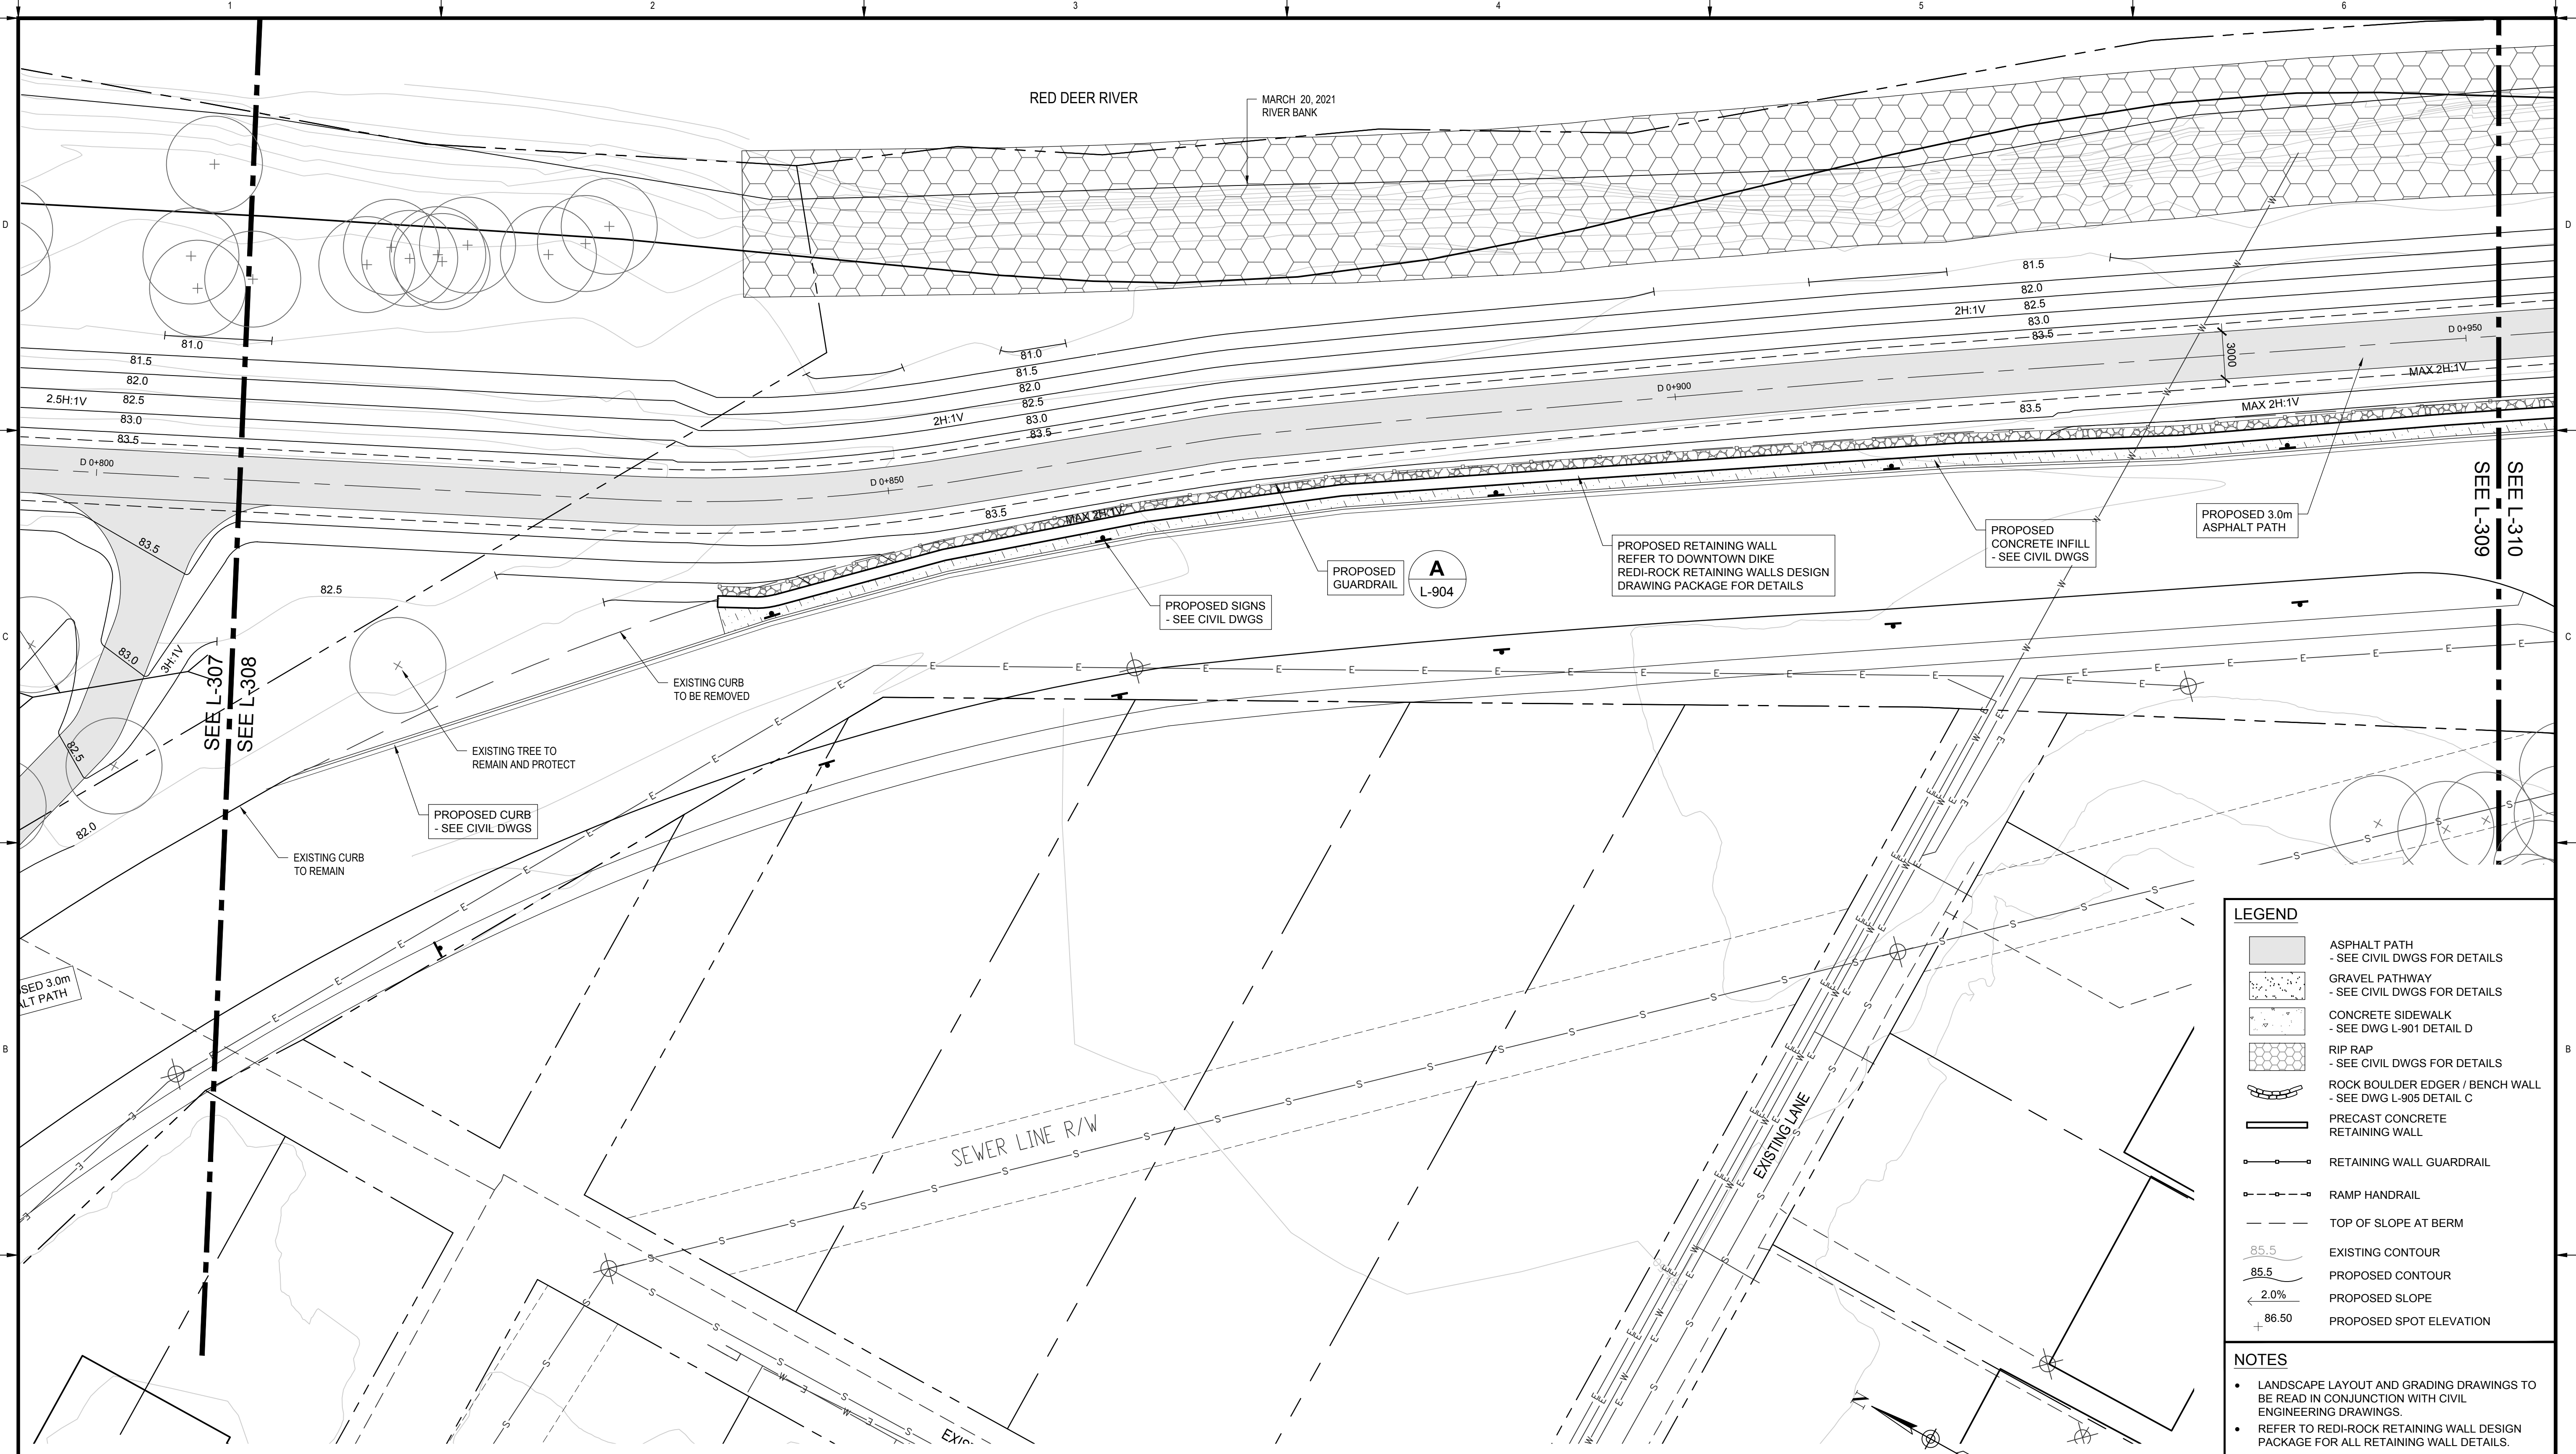 1 2 3 4 5 6
D
D
C
C
B
B
RED DEER RIVER
MARCH 20, 2021
RIVER BANK
81.0
81.5
82.0
82.5
83.0
83.5
2.5H:1V
D 0+800
81.0
81.5
82.0
82.5
83.0
83.5
2H:1V
D 0+850
83.5
MAX 2H:1V
D 0+900
81.5
82.0
82.5
83.0
83.5
2H:1V
3000
D 0+950
83.5
MAX 2H:1V
MAX 2H:1V
83.5
83.0
82.5
3H:1V
82.5
82.0
SEE L-307
SEE L-308
SEE L-309
SEE L-310
PROPOSED 3.0m
ASPHALT PATH
PROPOSED
CONCRETE INFILL
- SEE CIVIL DWGS
PROPOSED RETAINING WALL
REFER TO DOWNTOWN DIKE
REDI-ROCK RETAINING WALLS DESIGN
DRAWING PACKAGE FOR DETAILS
PROPOSED
GUARDRAIL
A
L-904
PROPOSED SIGNS
- SEE CIVIL DWGS
EXISTING CURB
TO BE REMOVED
EXISTING TREE TO
REMAIN AND PROTECT
PROPOSED CURB
- SEE CIVIL DWGS
EXISTING CURB
TO REMAIN
SED 3.0m
ALT PATH
SEWER LINE R/W
EXISTING LANE
EXIS
N
LEGEND
ASPHALT PATH
- SEE CIVIL DWGS FOR DETAILS
GRAVEL PATHWAY
- SEE CIVIL DWGS FOR DETAILS
CONCRETE SIDEWALK
- SEE DWG L-901 DETAIL D
RIP RAP
- SEE CIVIL DWGS FOR DETAILS
ROCK BOULDER EDGER / BENCH WALL
- SEE DWG L-905 DETAIL C
PRECAST CONCRETE
RETAINING WALL
RETAINING WALL GUARDRAIL
RAMP HANDRAIL
TOP OF SLOPE AT BERM
85.5 EXISTING CONTOUR
85.5 PROPOSED CONTOUR
2.0% PROPOSED SLOPE
86.50 PROPOSED SPOT ELEVATION
NOTES
• LANDSCAPE LAYOUT AND GRADING DRAWINGS TO
BE READ IN CONJUNCTION WITH CIVIL
ENGINEERING DRAWINGS.
• REFER TO REDI-ROCK RETAINING WALL DESIGN
PACKAGE FOR ALL RETAINING WALL DETAILS.